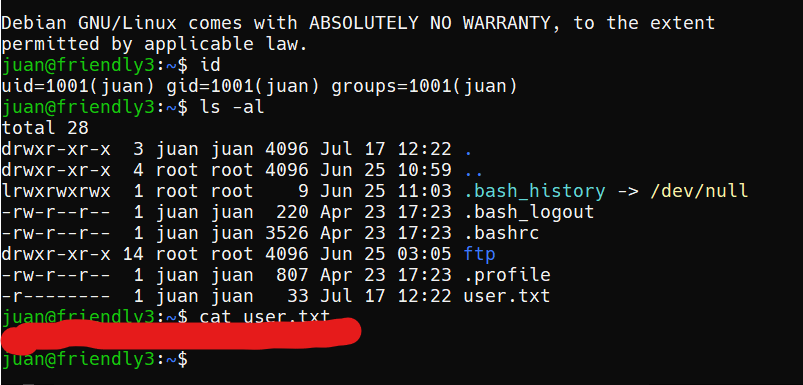 Debian GNU/Linux comes with ABSOLUTELY NO WARRANTY, to the extent
permitted by applicable law.
juan@friendly3:~$ id
uid=1001(juan) gid=1001(juan) groups=1001(juan)
juan@friendly3:~$ ls -al
total 28
drwxr-xr-x  3 juan juan 4096 Jul 17 12:22 .
drwxr-xr-x  4 root root 4096 Jun 25 10:59 ..
lrwxrwxrwx  1 root root    9 Jun 25 11:03 .bash_history -> /dev/null
-rw-r--r--  1 juan juan  220 Apr 23 17:23 .bash_logout
-rw-r--r--  1 juan juan 3526 Apr 23 17:23 .bashrc
drwxr-xr-x 14 root root 4096 Jun 25 03:05 ftp
-rw-r--r--  1 juan juan  807 Apr 23 17:23 .profile
-r--------  1 juan juan   33 Jul 17 12:22 user.txt
juan@friendly3:~$ cat user.txt
juan@friendly3:~$